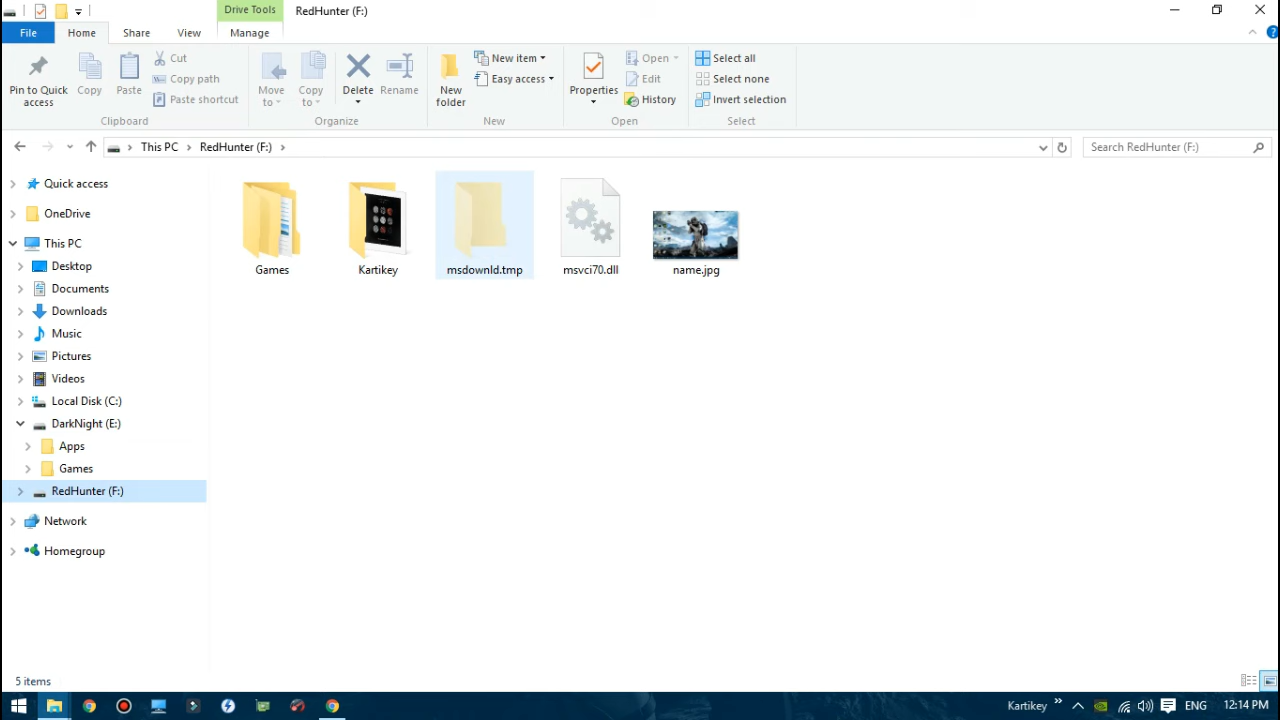 Drive Tools
RedHunter (F:)
File
Home
Share
View
Manage
Pin to Quick
access
Copy
Paste
Cut
Copy path
Paste shortcut
Clipboard
Move
to
Copy
to
Delete
Rename
Organize
New
folder
New item
Easy access
New
Properties
Open
Edit
History
Open
Select all
Select none
Invert selection
Select
This PC
RedHunter (F:)
Search RedHunter (F:)
Quick access
OneDrive
This PC
Desktop
Documents
Downloads
Music
Pictures
Videos
Local Disk (C:)
DarkNight (E:)
Apps
Games
RedHunter (F:)
Network
Homegroup
Games
Kartikey
msdownld.tmp
msvci70.dll
name.jpg
5 items
Kartikey
ENG
12:14 PM